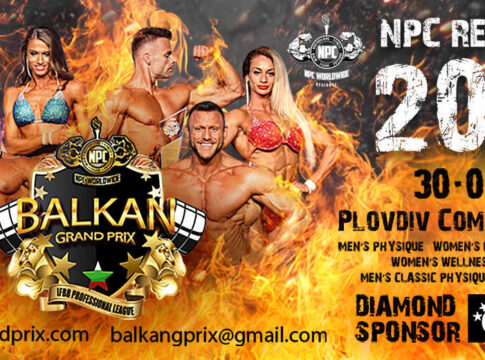 NPC RE
NPC
NPC WORLDWIDE
REGIONAL
20
NPC
NPC WORLDWIDE
30-0
BALKAN
GRAND PRIX
PLOVDIV COM
MEN'S PHYSIQUE WOMEN'S
WOMEN'S WELLNES
MEN'S CLASSIC PHYSIQUE
IFBB PROFESSIONAL LEAGUE
DIAMOND
SPONSOR
dprix.com balkangprix@gmail.com